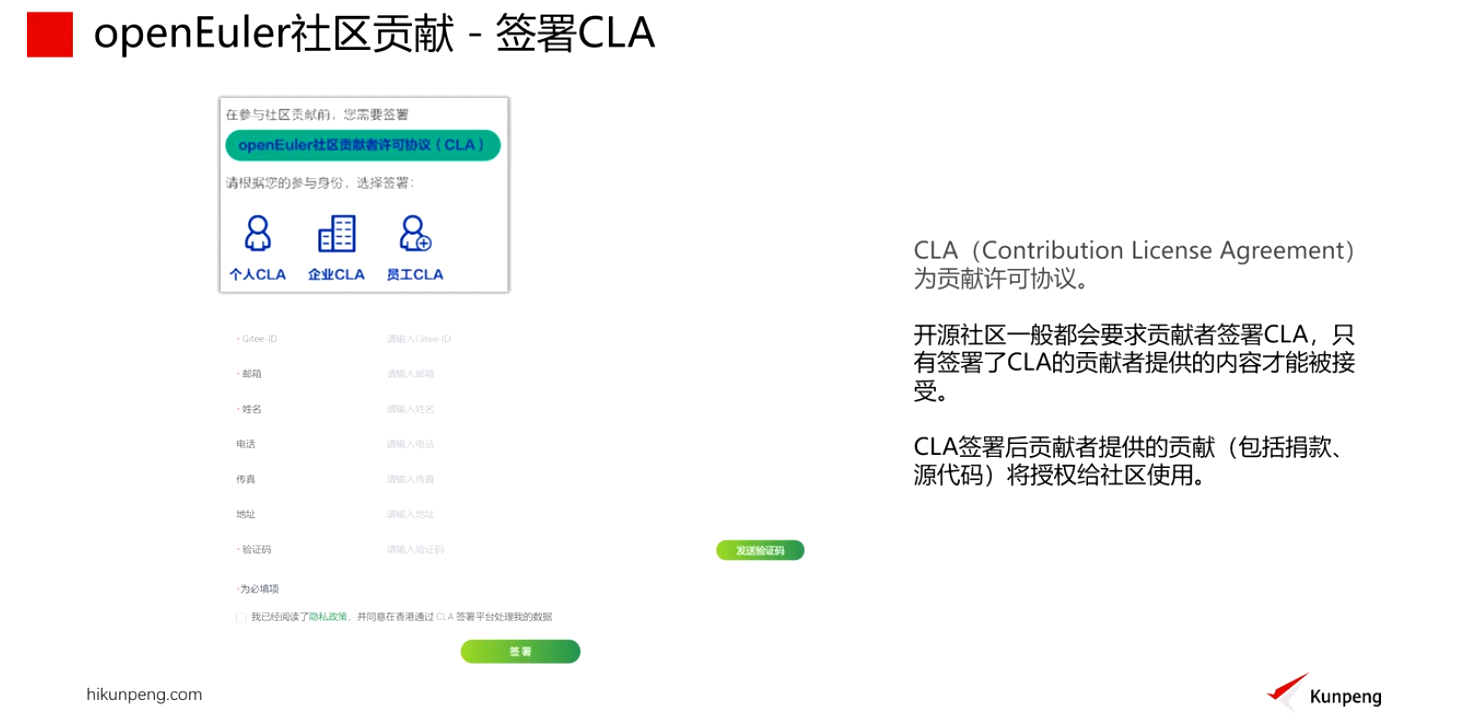 openEuler社区贡献 - 签署CLA
在参与社区贡献前，您需要签署
openEuler社区贡献者许可协议（CLA）
请根据您的参与身份，选择签署：
个人CLA 企业CLA 员工CLA
• Gitee-ID 请输入Gitee-ID
• 邮箱 请输入邮箱
• 姓名 请输入姓名
电话 请输入电话
传真 请输入传真
地址 请输入地址
• 验证码 请输入验证码 发送验证码
•为必填项
我已经阅读了隐私政策，并同意在香港通过 CLA 签署平台处理我的数据
签 署
CLA（Contribution License Agreement）
为贡献许可协议。
开源社区一般都会要求贡献者签署CLA，只
有签署了CLA的贡献者提供的内容才能被接
受。
CLA签署后贡献者提供的贡献（包括捐款、
源代码）将授权给社区使用。
hikunpeng.com
Kunpeng